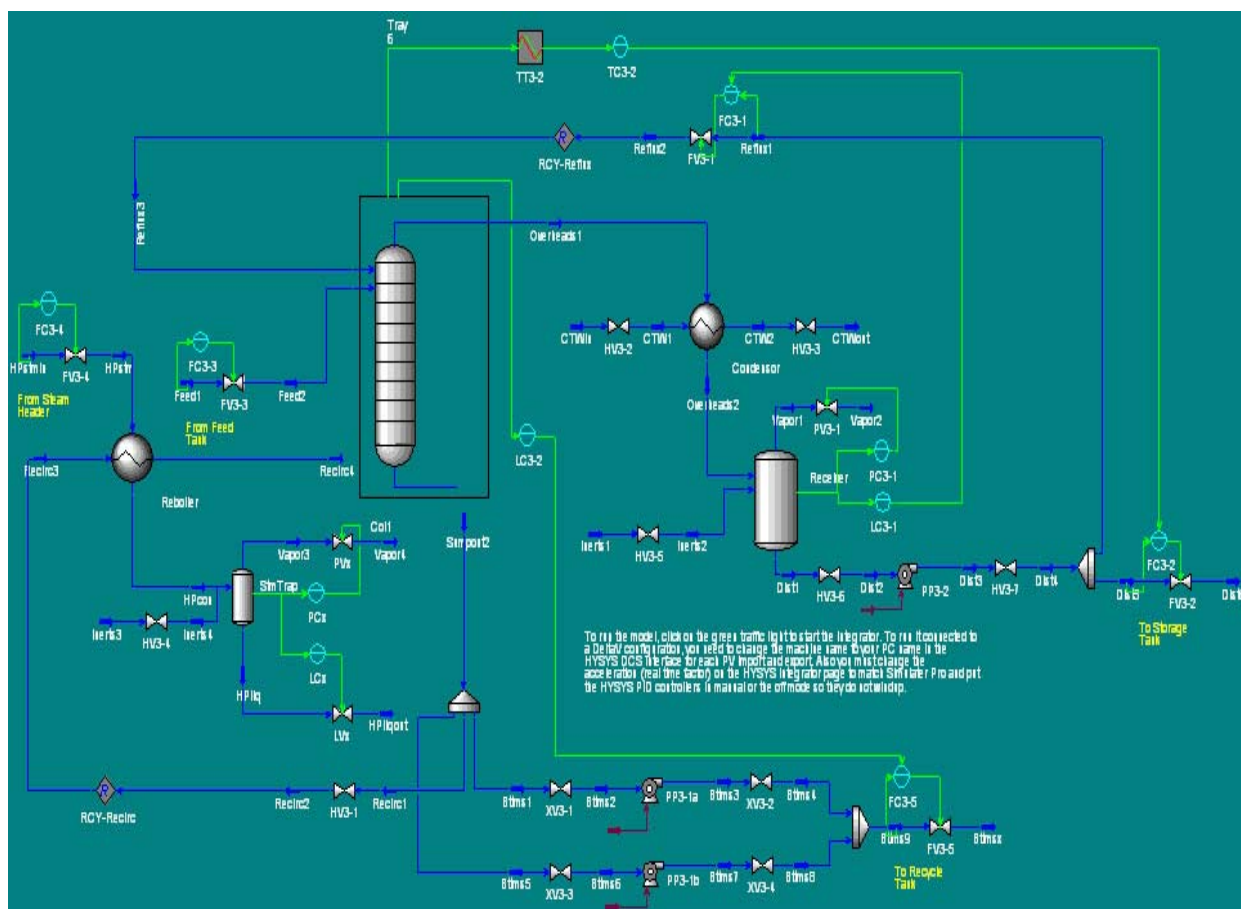 Tray
6
TT3-2
TC3-2
FC3-1
Reflux2
FV3-1
Reflux1
RCY-Reflux
Reflux3
Overheads1
FC3-4
HPstmin
FV3-4
HPstm
From Steam
Header
FC3-3
Feed1
FV3-3
Feed2
From Feed
Tank
CTWin
HV3-2
CTW1
CTW2
HV3-3
CTWout
Condensor
Overheads2
Vapor1
PV3-1
Vapor2
LC3-2
PC3-1
Receiver
LC3-1
Recirc3
Recirc4
Reboiler
Col1
Vapor3
PVx
Vapor4
Sumpout2
Inerts1
HV3-5
Inerts2
FC3-2
StmTrap
PCx
HPcon
Inerts3
HV3-4
Inerts4
Dist1
HV3-6
Dist2
PP3-2
Dist3
HV3-7
Dist4
Dist5
FV3-2
To Storage
Tank
LCx
HPliq
LVx
HPliqout
To run the model, click on the green traffic light to start the integrator. To run it connected to
a DeltaV configuration, you need to change the machine name to your PC name in the
HYSYS DCS Interface for each PV import and export. Also you must change the
acceleration (real time factor) on the HYSYS Integrator page to match Simulater Pro and put
the HYSYS PID controllers in manual or the off mode so they do not windup.
RCY-Recirc
Recirc2
HV3-1
Recirc1
Btms1
XV3-1
Btms2
PP3-1a
Btms3
XV3-2
Btms4
FC3-5
Btms9
FV3-5
Btmsx
To Recycle
Tank
Btms5
XV3-3
Btms6
PP3-1b
Btms7
XV3-4
Btms8